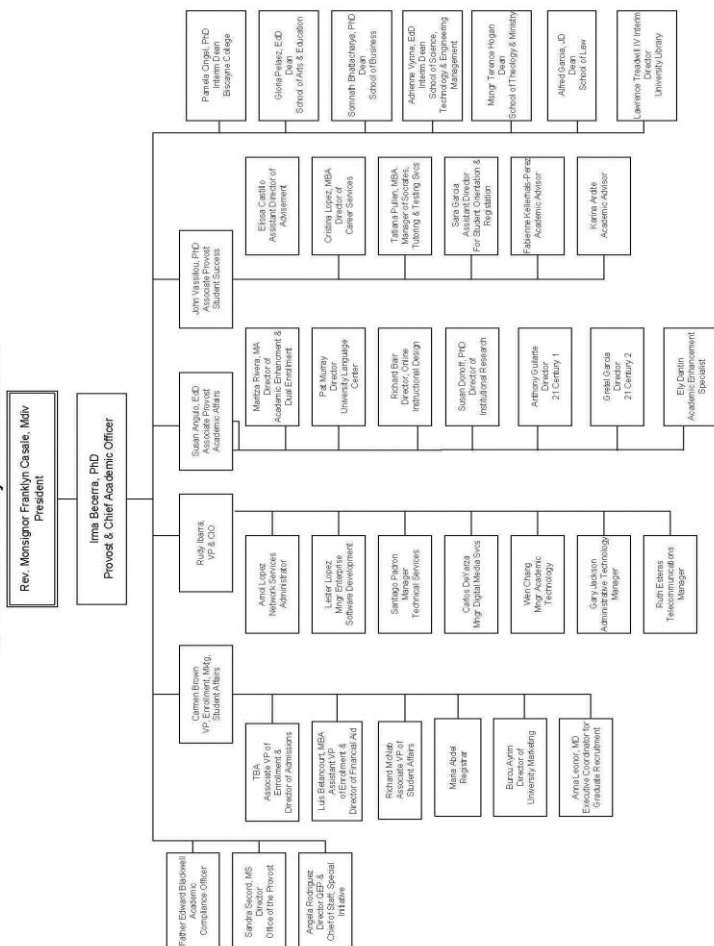 Rev. Monsignor Franklyn Casale, Mdiv
President
Irma Becerra, PhD
Provost & Chief Academic Officer
Father Edward Blackwell
Academic
Compliance Officer
Sandra Secord, MS
Director
Office of the Provost
Angela Rodriguez
Director QEP &
Chief of Staff, Special
Initiative
Carmen Brown
VP, Enrollment, Mktg,
Student Affairs
TBA
Associate VP of
Enrollment &
Director of Admissions
Luis Betancourt, MBA
Assistant VP
of Enrollment &
Director of Financial Aid
Richard McNab
Associate VP of
Student Affairs
Maria Abdel
Registrar
Burcu Ayrim
Director of
University Marketing
Anna Leonor, MD
Executive Coordinator for
Graduate Recruitment
Rudy Ibarra,
VP & CIO
Arnol Lopez
Network Services
Administrator
Lester Lopez
Mngr Enterprise
Software Development
Santiago Padron
Manager
Technical Services
Carlos DeYarza
Mngr Digital Media Svcs
Wen Chang
Mngr Academic
Technology
Gary Jackson
Administrative Technology
Manager
Ruth Esteras
Telecommunications
Manager
Susan Angulo, EdD
Associate Provost
Academic Affairs
Maritza Rivera, MA
Director of
Academic Enhancment &
Dual Enrollment
Pat Murray
Director
University Language
Center
Richard Blair
Director, Online
Instructional Design
Susan Donoff, PhD
Director of
Institutional Research
Anthony Guilarte
Director
21 Century 1
Gretel Garcia
Director
21 Century 2
Ely Dantin
Academic Enhancement
Specialist
John Vassiliou, PhD
Associate Provost
Student Success
Elissa Castillo
Assistant Director of
Advisement
Cristina Lopez, MBA
Director of
Career Services
Tatiana Pullen, MBA
Manager of Socrates,
Tutoring & Testing Svcs
Sara Garcia
Assistant Director
For Student Orientation &
Registation
Fabienne Kellerhals-Perez
Academic Advisor
Karina Ardite
Academic Advisor
Pamela Ongel, PhD
Interim Dean
Biscayne College
Gloria Pelaez, EdD
Dean
School of Arts & Education
Somnath Bhattacharya, PhD
Dean
School of Business
Adrienne Vynne, EdD
Interim Dean
School of Science,
Technology & Engineering
Management
Msngr Terence Hogan
Dean
School of Theology & Ministry
Alfred Garcia, JD
Dean
School of Law
Lawrence Treadwell IV Interim
Director
University Library